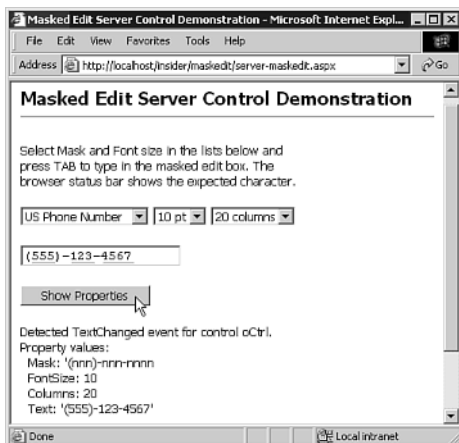 Masked Edit Server Control Demonstration - Microsoft Internet Expl...
File Edit View Favorites Tools Help
Address http://localhost/insider/maskedit/server-maskedit.aspx Go
Masked Edit Server Control Demonstration
Select Mask and Font size in the lists below and
press TAB to type in the masked edit box. The
browser status bar shows the expected character.
US Phone Number 10 pt 20 columns
(555)-123-4567
Show Properties
Detected TextChanged event for control oCtrl.
Property values:
Mask: '(nnn)-nnn-nnnn
FontSize: 10
Columns: 20
Text: '(555)-123-4567'
Done Local intranet